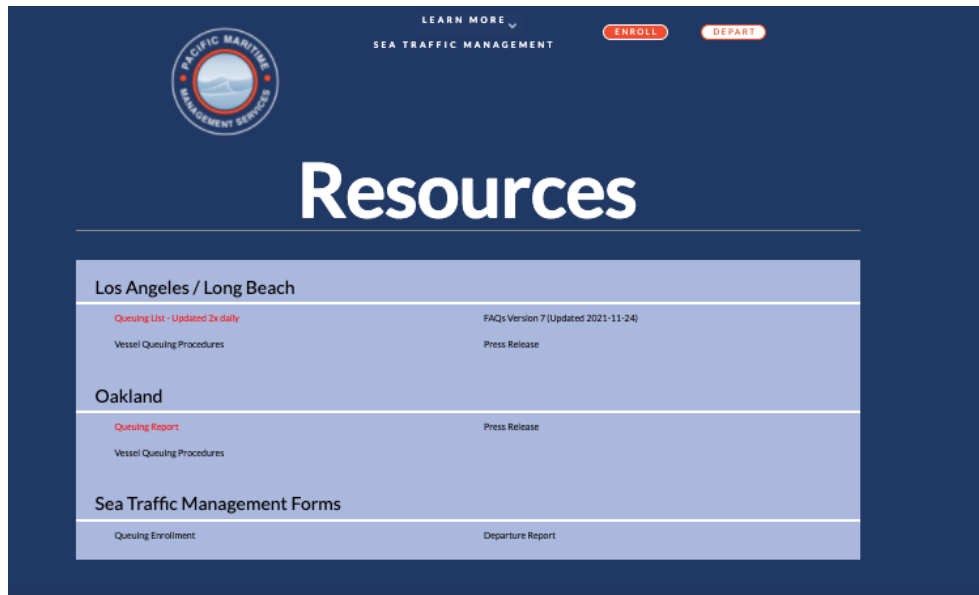 LEARN MORE
SEA TRAFFIC MANAGEMENT
ENROLL
DEPART
PACIFIC MARITIME
MANAGEMENT SERVICES
Resources
Los Angeles / Long Beach
Queuing List - Updated 2x daily
FAQs Version 7 (Updated 2021-11-24)
Vessel Queuing Procedures
Press Release
Oakland
Queuing Report
Press Release
Vessel Queuing Procedures
Sea Traffic Management Forms
Queuing Enrollment
Departure Report